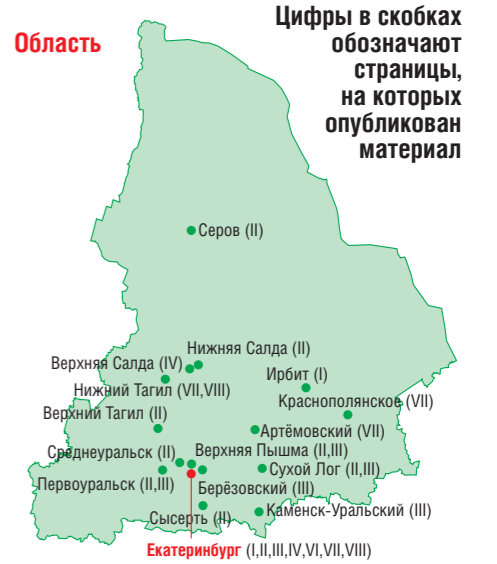 Область
Цифры в скобках
обозначают
страницы,
на которых
опубликован
материал
Серов (II)
Нижняя Салда (II)
Верхняя Салда (IV)
Ирбит (I)
Нижний Тагил (VII,VIII)
Краснополянское (VII)
Верхний Тагил (II)
Артёмовский (VII)
Среднеуральск (II)
Верхняя Пышма (II,III)
Сухой Лог (II,III)
Первоуральск (II,III)
Берёзовский (III)
Сысерть (II)
Каменск-Уральский (III)
Екатеринбург (I,II,III,IV,VI,VII,VIII)